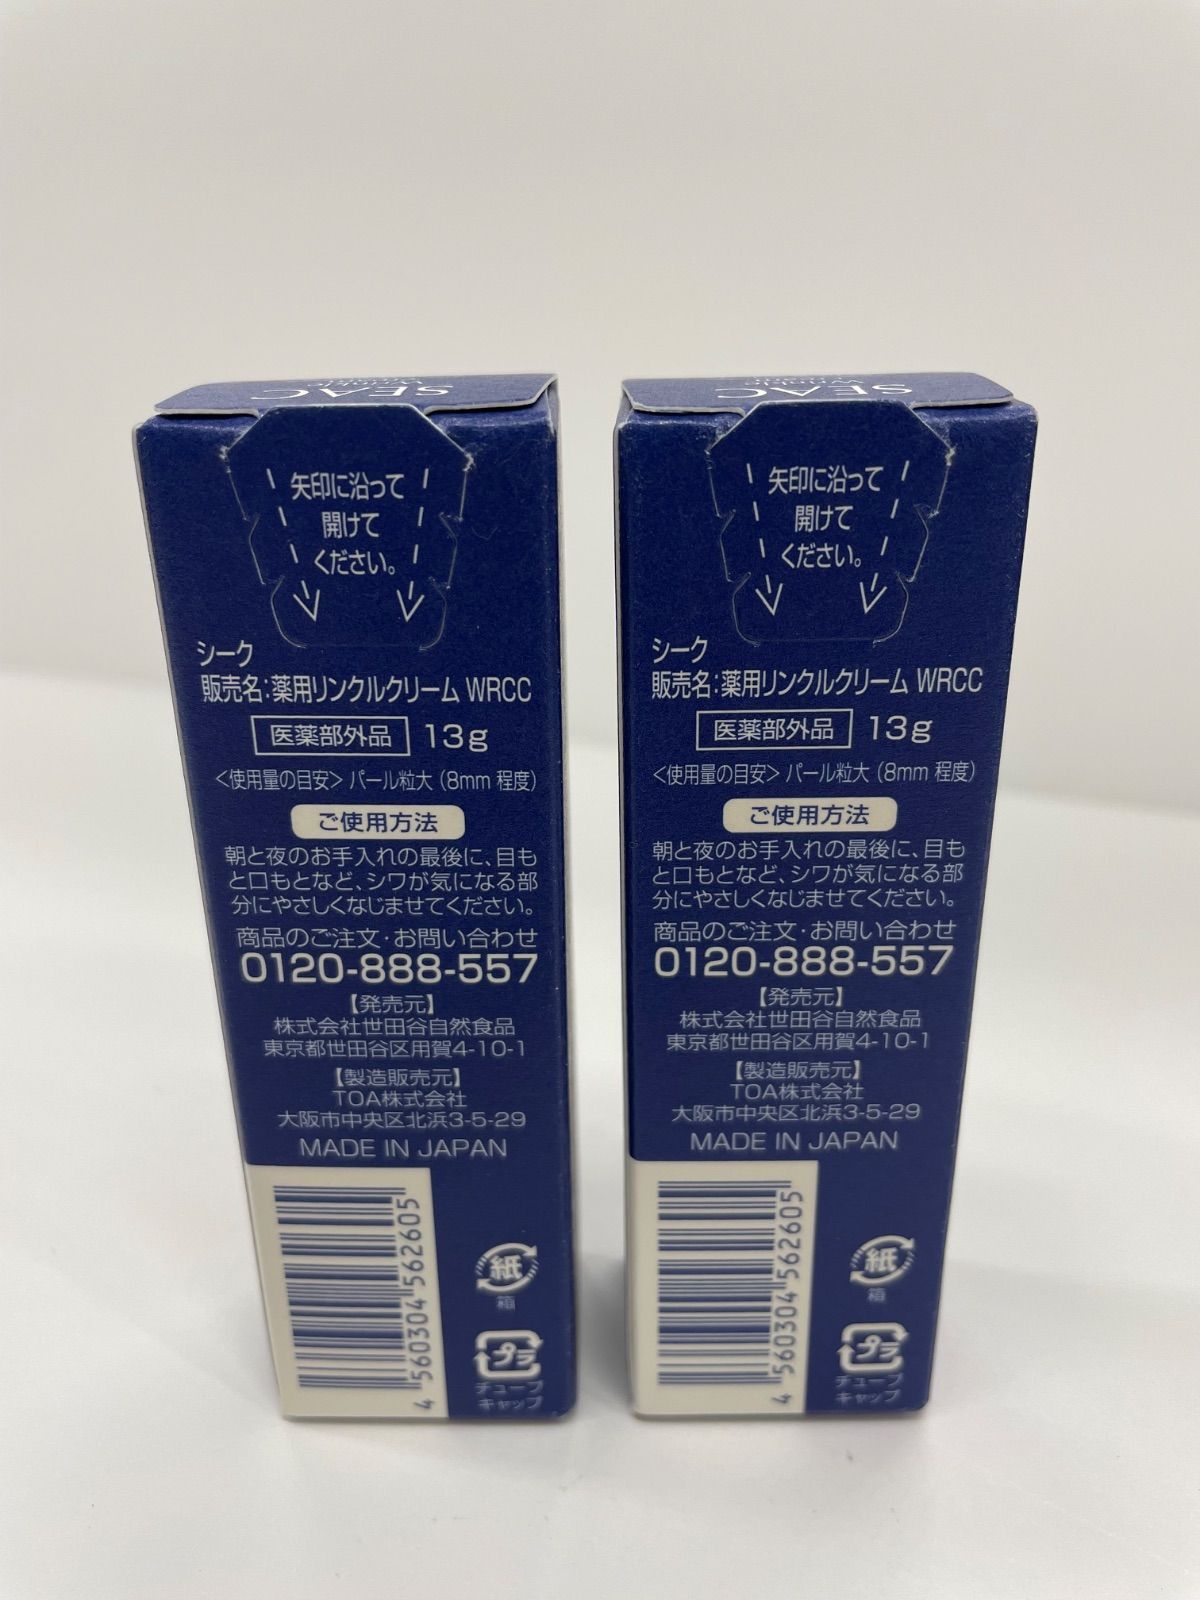 SEAC
Wrinkle
矢印に沿って
開けて
ください。
シーク
販売名:薬用リンクルクリーム WRCC
医薬部外品 13g
<使用量の目安> パール粒大 (8mm 程度)
ご使用方法
朝と夜のお手入れの最後に、目も
と口もとなど、シワが気になる部
分にやさしくなじませてください。
商品のご注文・お問い合わせ
0120-888-557
【発売元】
株式会社世田谷自然食品
東京都世田谷区用賀4-10-1
【製造販売元】
TOA株式会社
大阪市中央区北浜3-5-29
MADE IN JAPAN
4 560304 562605
紙
箱
プラ
チューブ
キャップ
SEAC
Wrinkle
矢印に沿って
開けて
ください。
シーク
販売名:薬用リンクルクリーム WRCC
医薬部外品 13g
<使用量の目安> パール粒大 (8mm 程度)
ご使用方法
朝と夜のお手入れの最後に、目も
と口もとなど、シワが気になる部
分にやさしくなじませてください。
商品のご注文・お問い合わせ
0120-888-557
【発売元】
株式会社世田谷自然食品
東京都世田谷区用賀4-10-1
【製造販売元】
TOA株式会社
大阪市中央区北浜3-5-29
MADE IN JAPAN
4 560304 562605
紙
箱
プラ
チューブ
キャップ